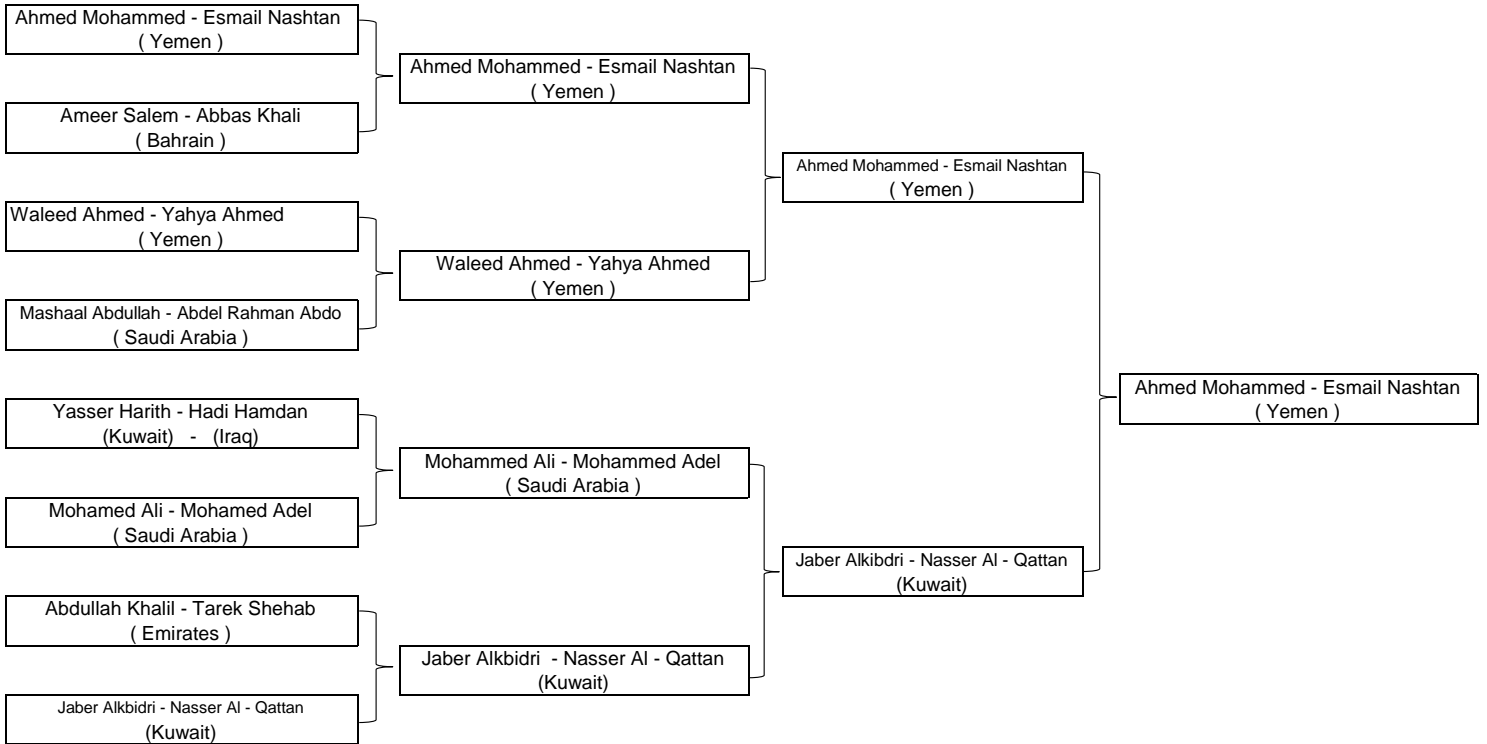 Ahmed Mohammed - Esmail Nashtan
( Yemen )
Ameer Salem - Abbas Khali
( Bahrain )
Waleed Ahmed - Yahya Ahmed
( Yemen )
Mashaal Abdullah - Abdel Rahman Abdo
( Saudi Arabia )
Yasser Harith - Hadi Hamdan
(Kuwait) - (Iraq)
Mohamed Ali - Mohamed Adel
( Saudi Arabia )
Abdullah Khalil - Tarek Shehab
( Emirates )
Jaber Alkbidri - Nasser Al - Qattan
(Kuwait)
Ahmed Mohammed - Esmail Nashtan
( Yemen )
Waleed Ahmed - Yahya Ahmed
( Yemen )
Mohammed Ali - Mohammed Adel
( Saudi Arabia )
Jaber Alkbidri - Nasser Al - Qattan
(Kuwait)
Ahmed Mohammed - Esmail Nashtan
( Yemen )
Jaber Alkibdri - Nasser Al - Qattan
(Kuwait)
Ahmed Mohammed - Esmail Nashtan
( Yemen )